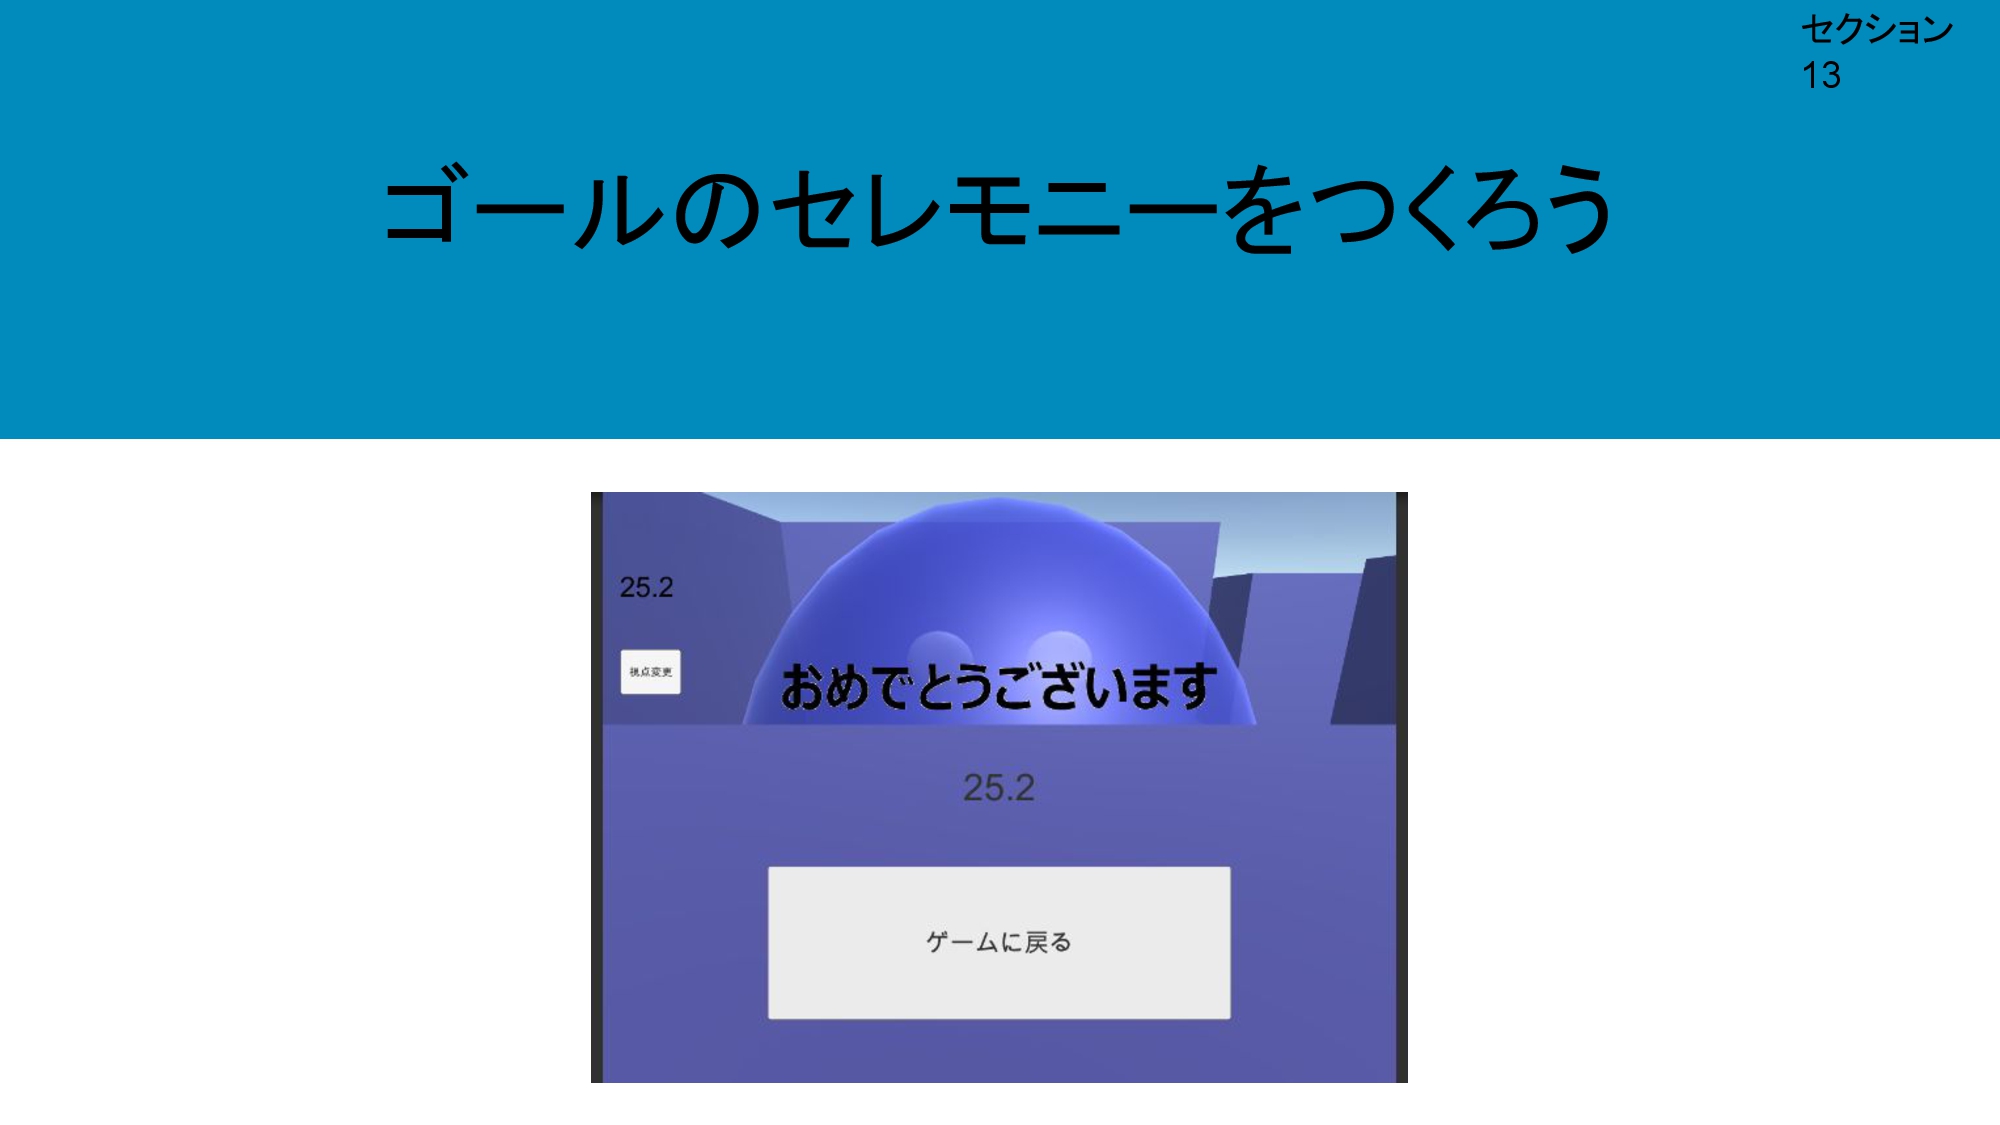 セクション
13
ゴールのセレモニーをつくろう
25.2
視点変更
おめでとうございます
25.2
ゲームに戻る